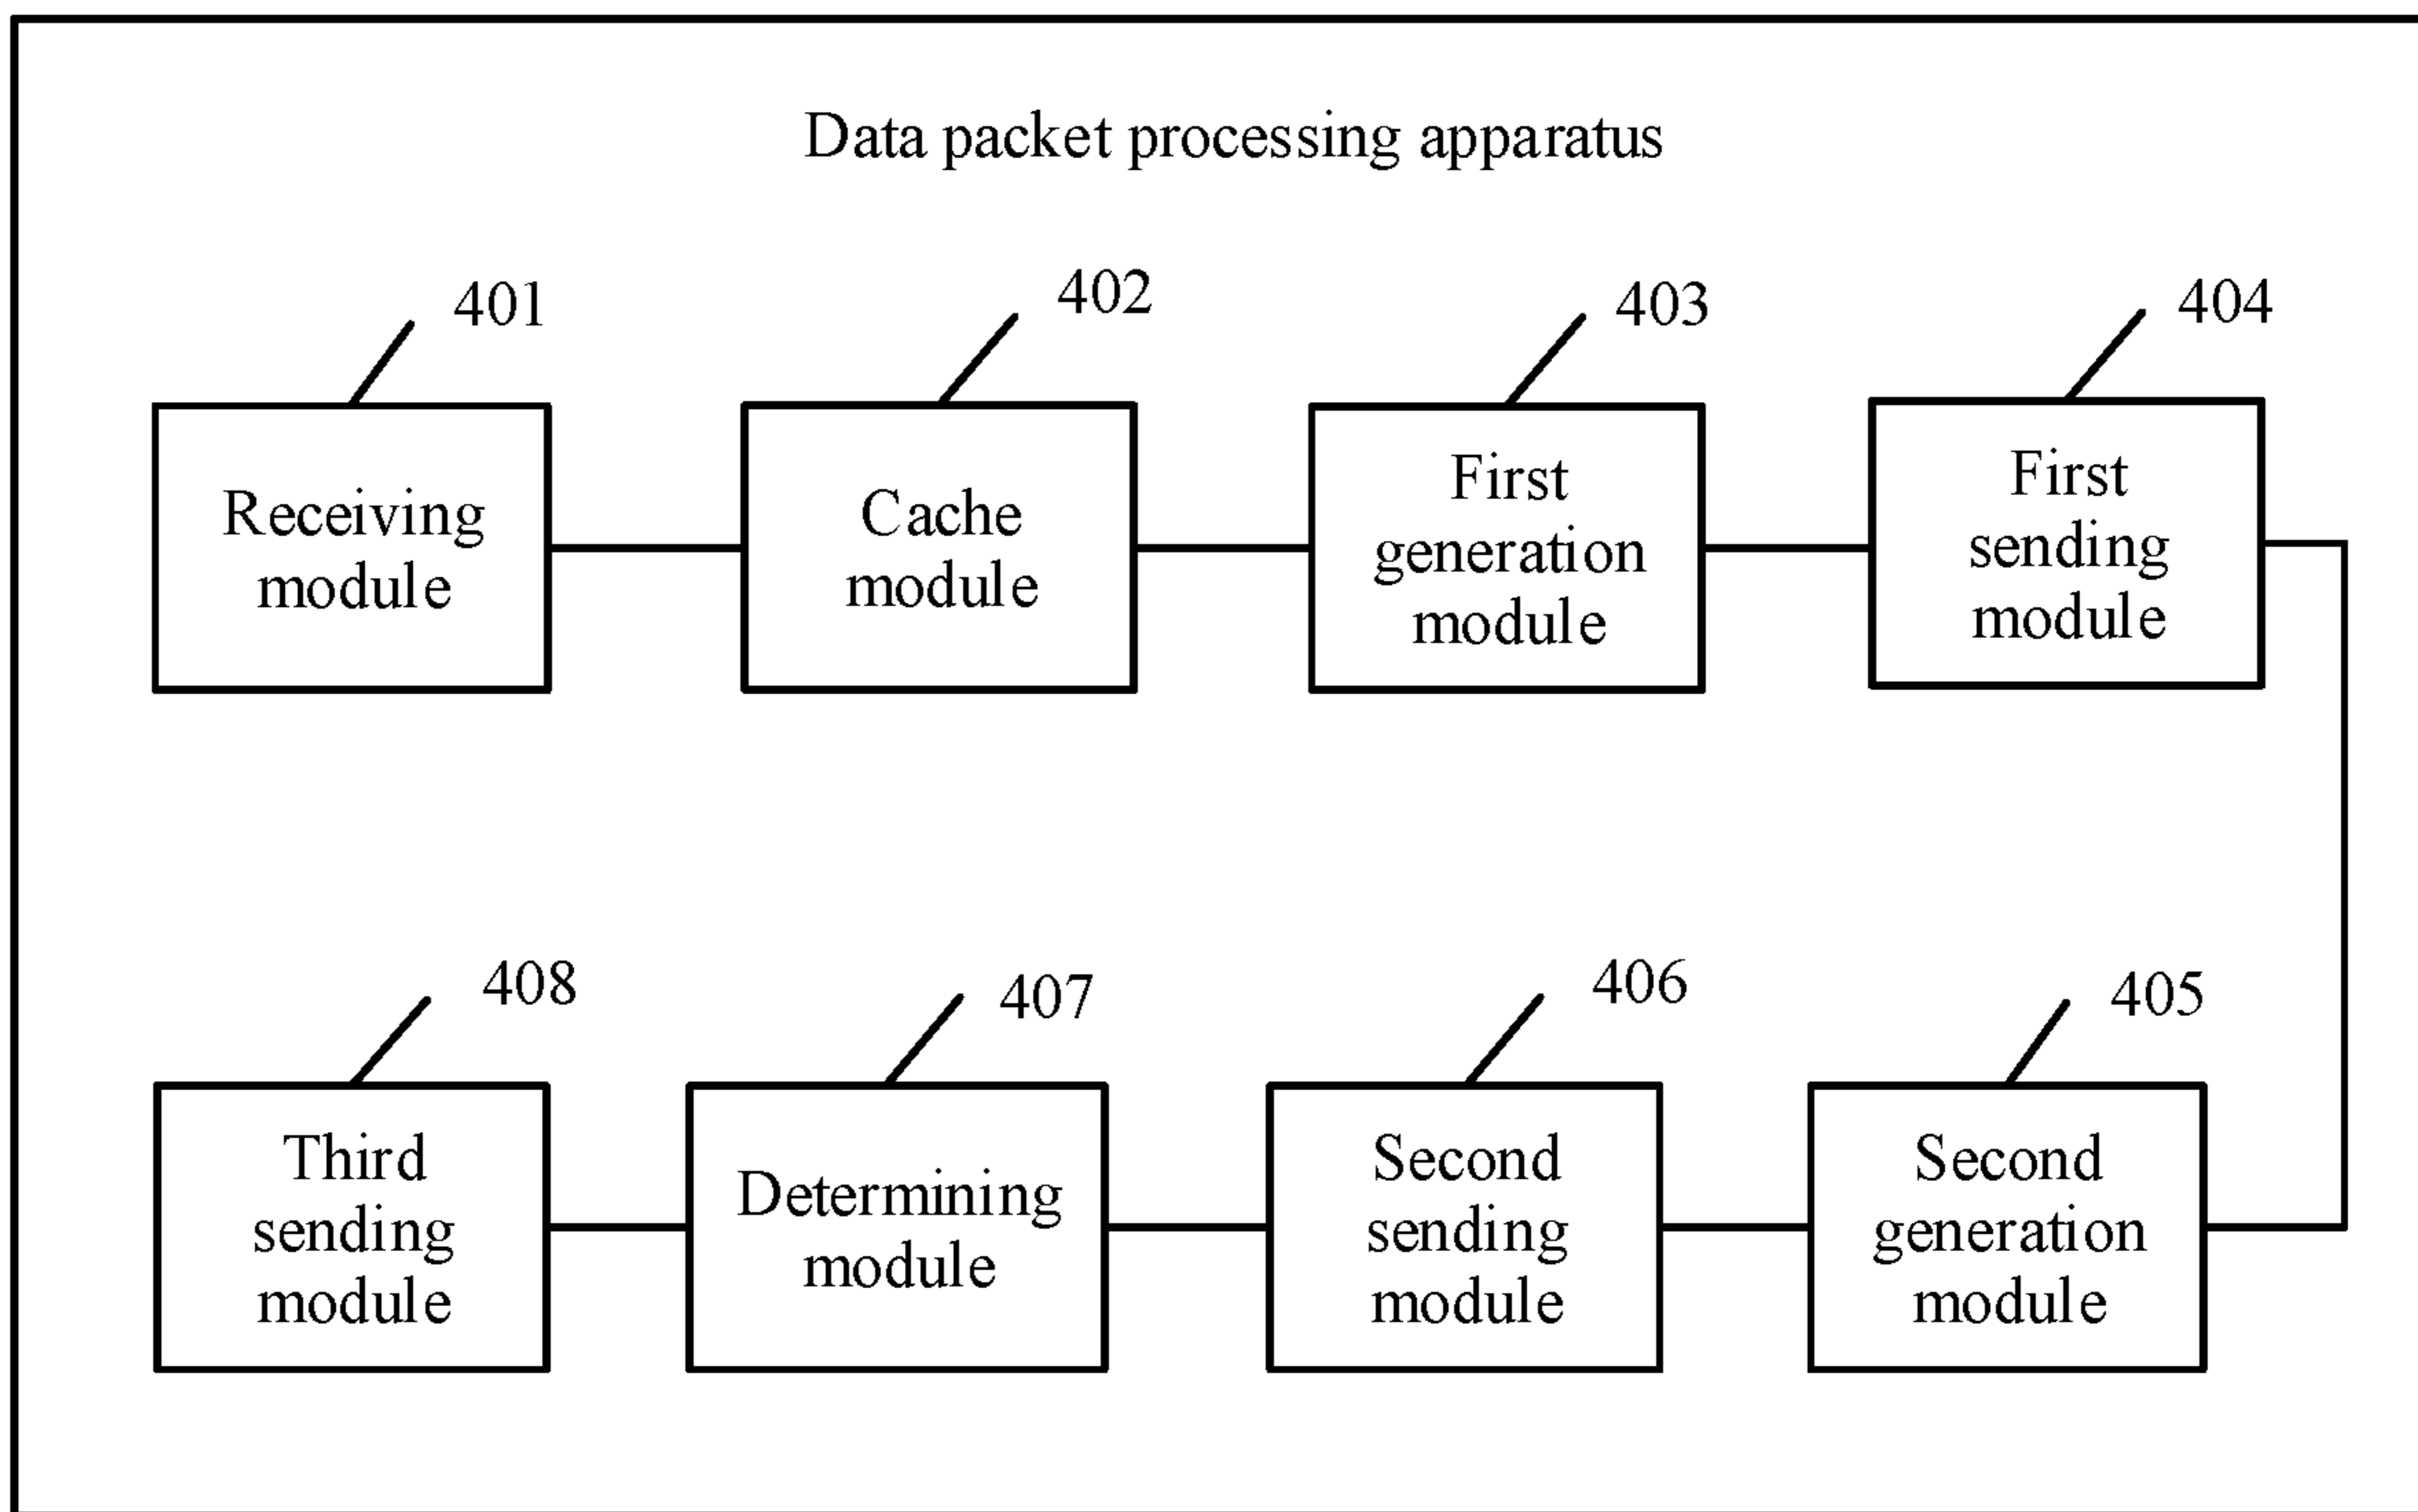 Data packet processing apparatus
401
402
403
404
Receiving
module
Cache
module
First
generation
module
First
sending
module
408
407
406
405
Third
sending
module
Determining
module
Second
sending
module
Second
generation
module